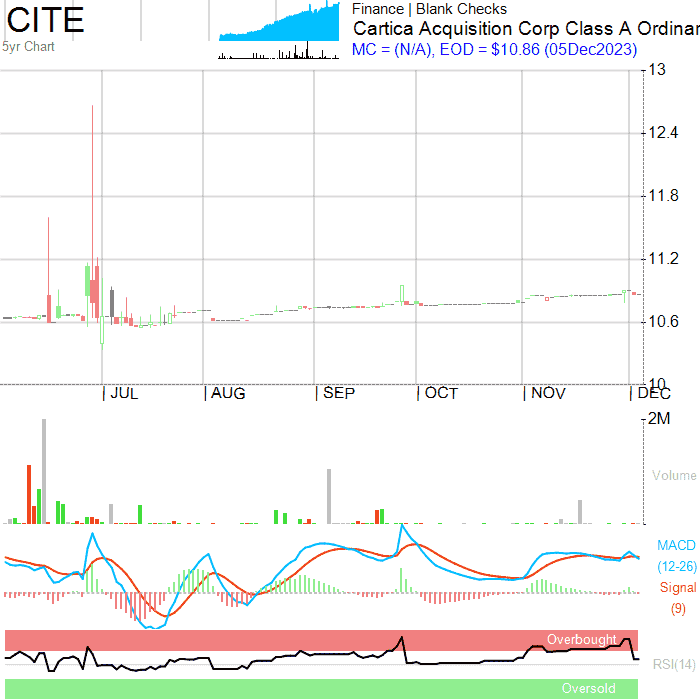 CITE
5yr Chart
Finance | Blank Checks
Cartica Acquisition Corp Class A Ordinar
MC = (N/A), EOD = $10.86 (05Dec2023)
13
12.4
11.8
11.2
10.6
10
| JUL | AUG | SEP | OCT | NOV | DEC
2M
Volume
MACD
(12-26)
Signal
(9)
Overbought
RSI(14)
Oversold